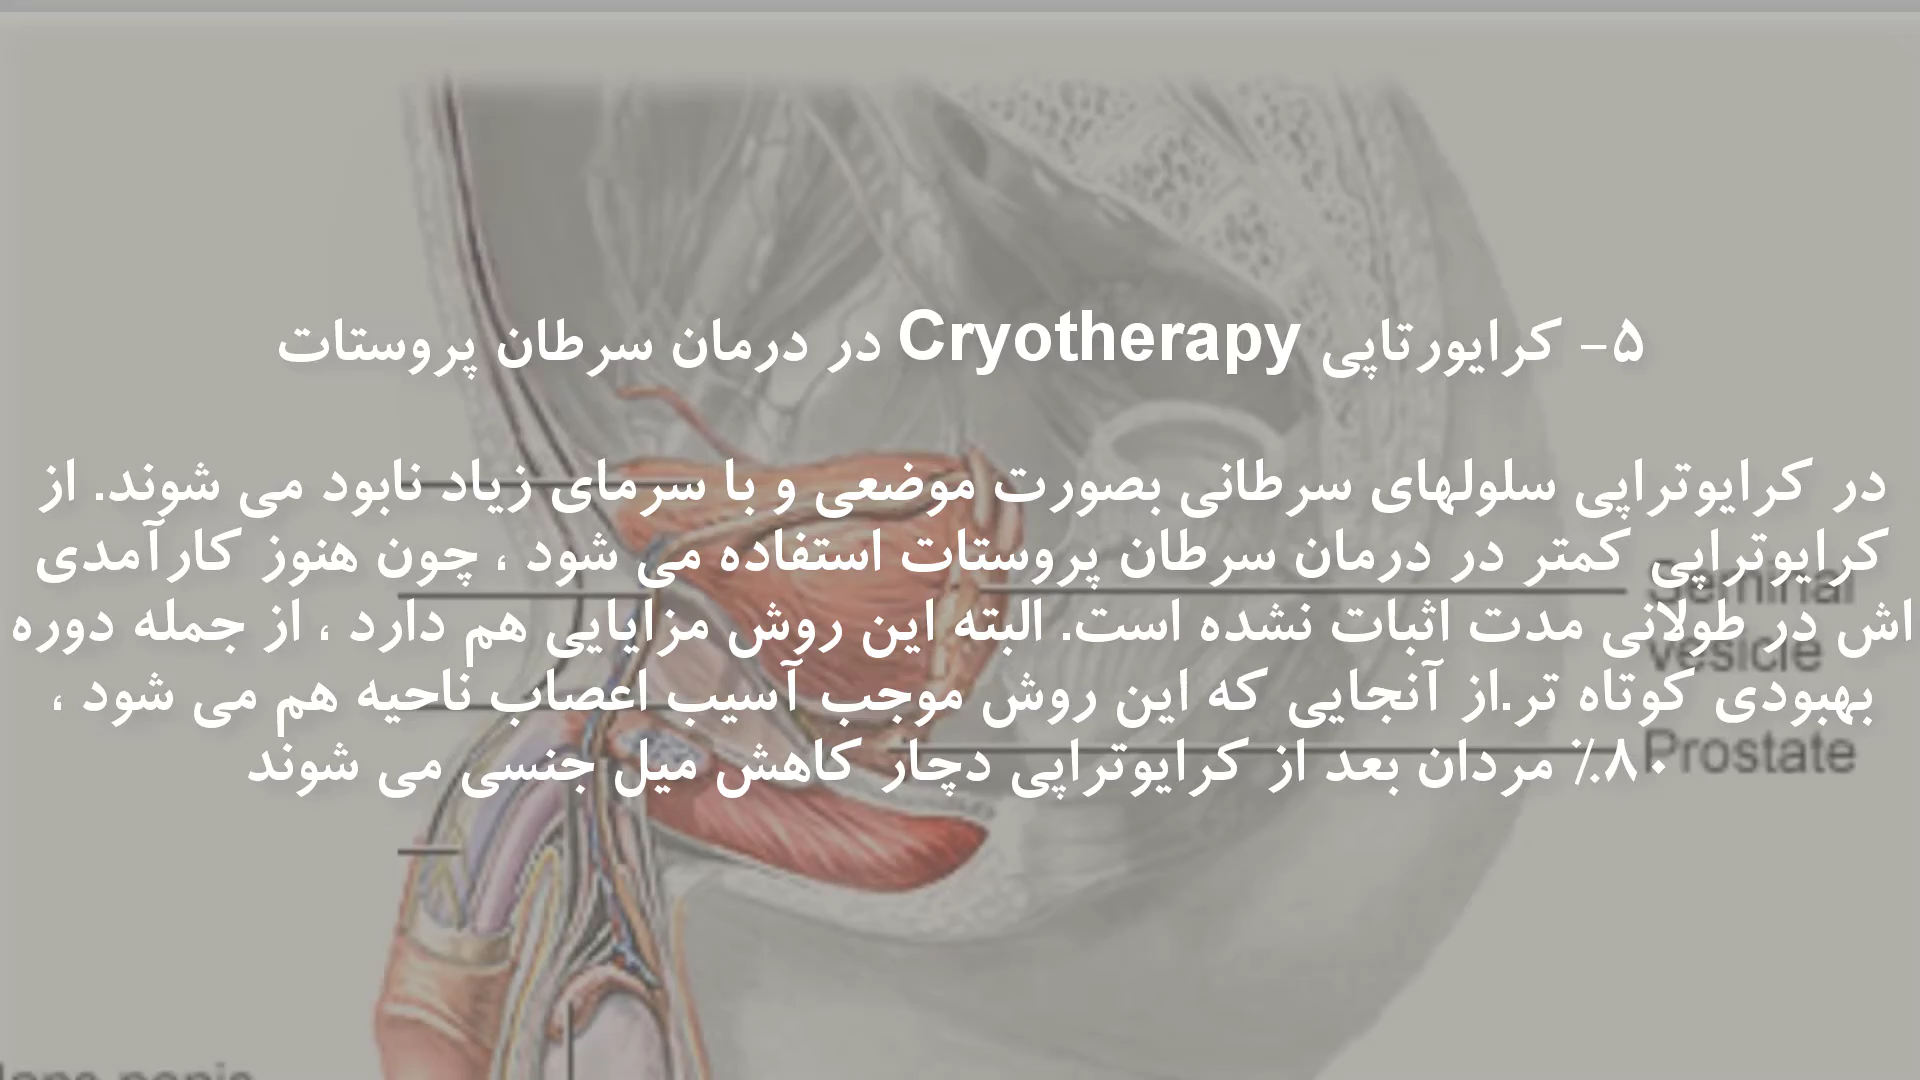 ۵- کرایورتاپی Cryotherapy در درمان سرطان پروستات
در کرایوتراپی سلولهای سرطانی بصورت موضعی و با سرمای زیاد نابود می شوند. از
کرایوتراپی کمتر در درمان سرطان پروستات استفاده می شود ، چون هنوز کارآمدی
اش در طولانی مدت اثبات نشده است. البته این روش مزایایی هم دارد ، از جمله دوره
بهبودی کوتاه تر.از آنجایی که این روش موجب آسیب اعصاب ناحیه هم می شود ،
۸۰٪ مردان بعد از کرایوتراپی دچار کاهش میل جنسی می شوند
Seminal
vesicle
Prostate
penis